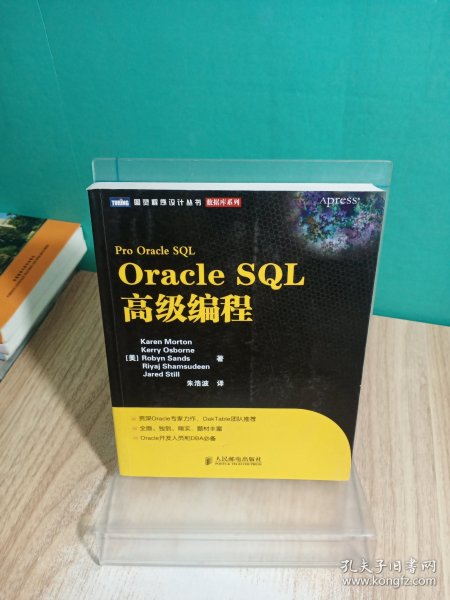 TURING 图灵程序设计丛书 数据库系列
Apress
Pro Oracle SQL
Oracle SQL
高级编程
Karen Morton
Kerry Osborne
[美] Robyn Sands 著
Riyaj Shamsudeen
Jared Still
朱浩波 译
资深Oracle专家力作，OakTable团队推荐
全面、独到、翔实，题材丰富
Oracle开发人员和DBA必备
人民邮电出版社
POSTS & TELECOM PRESS
孔夫子旧书网
www.kongfz.com